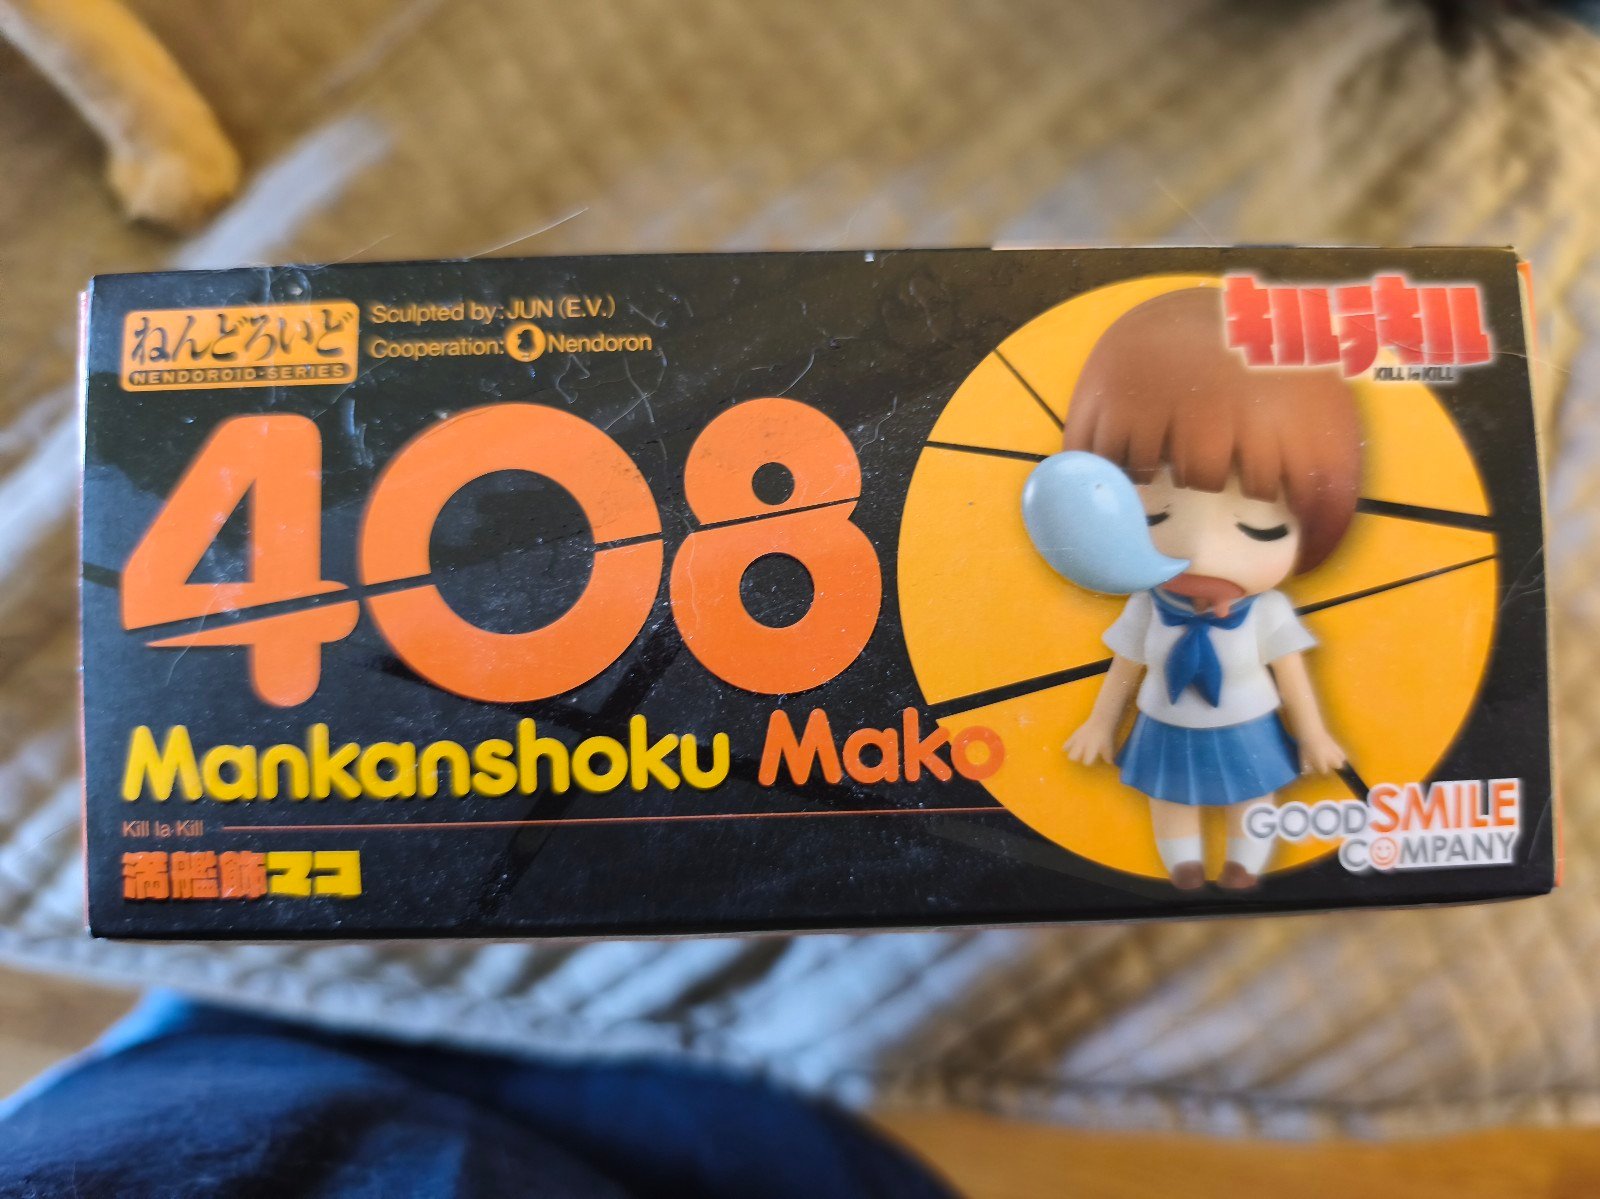 ねんどろいど
NENDOROID-SERIES
Sculpted by: JUN (E.V.)
Cooperation: Nendoron
キルラキル
KILL la KILL
408
Mankanshoku Mako
Kill la Kill
満艦飾マコ
GOOD SMILE
COMPANY